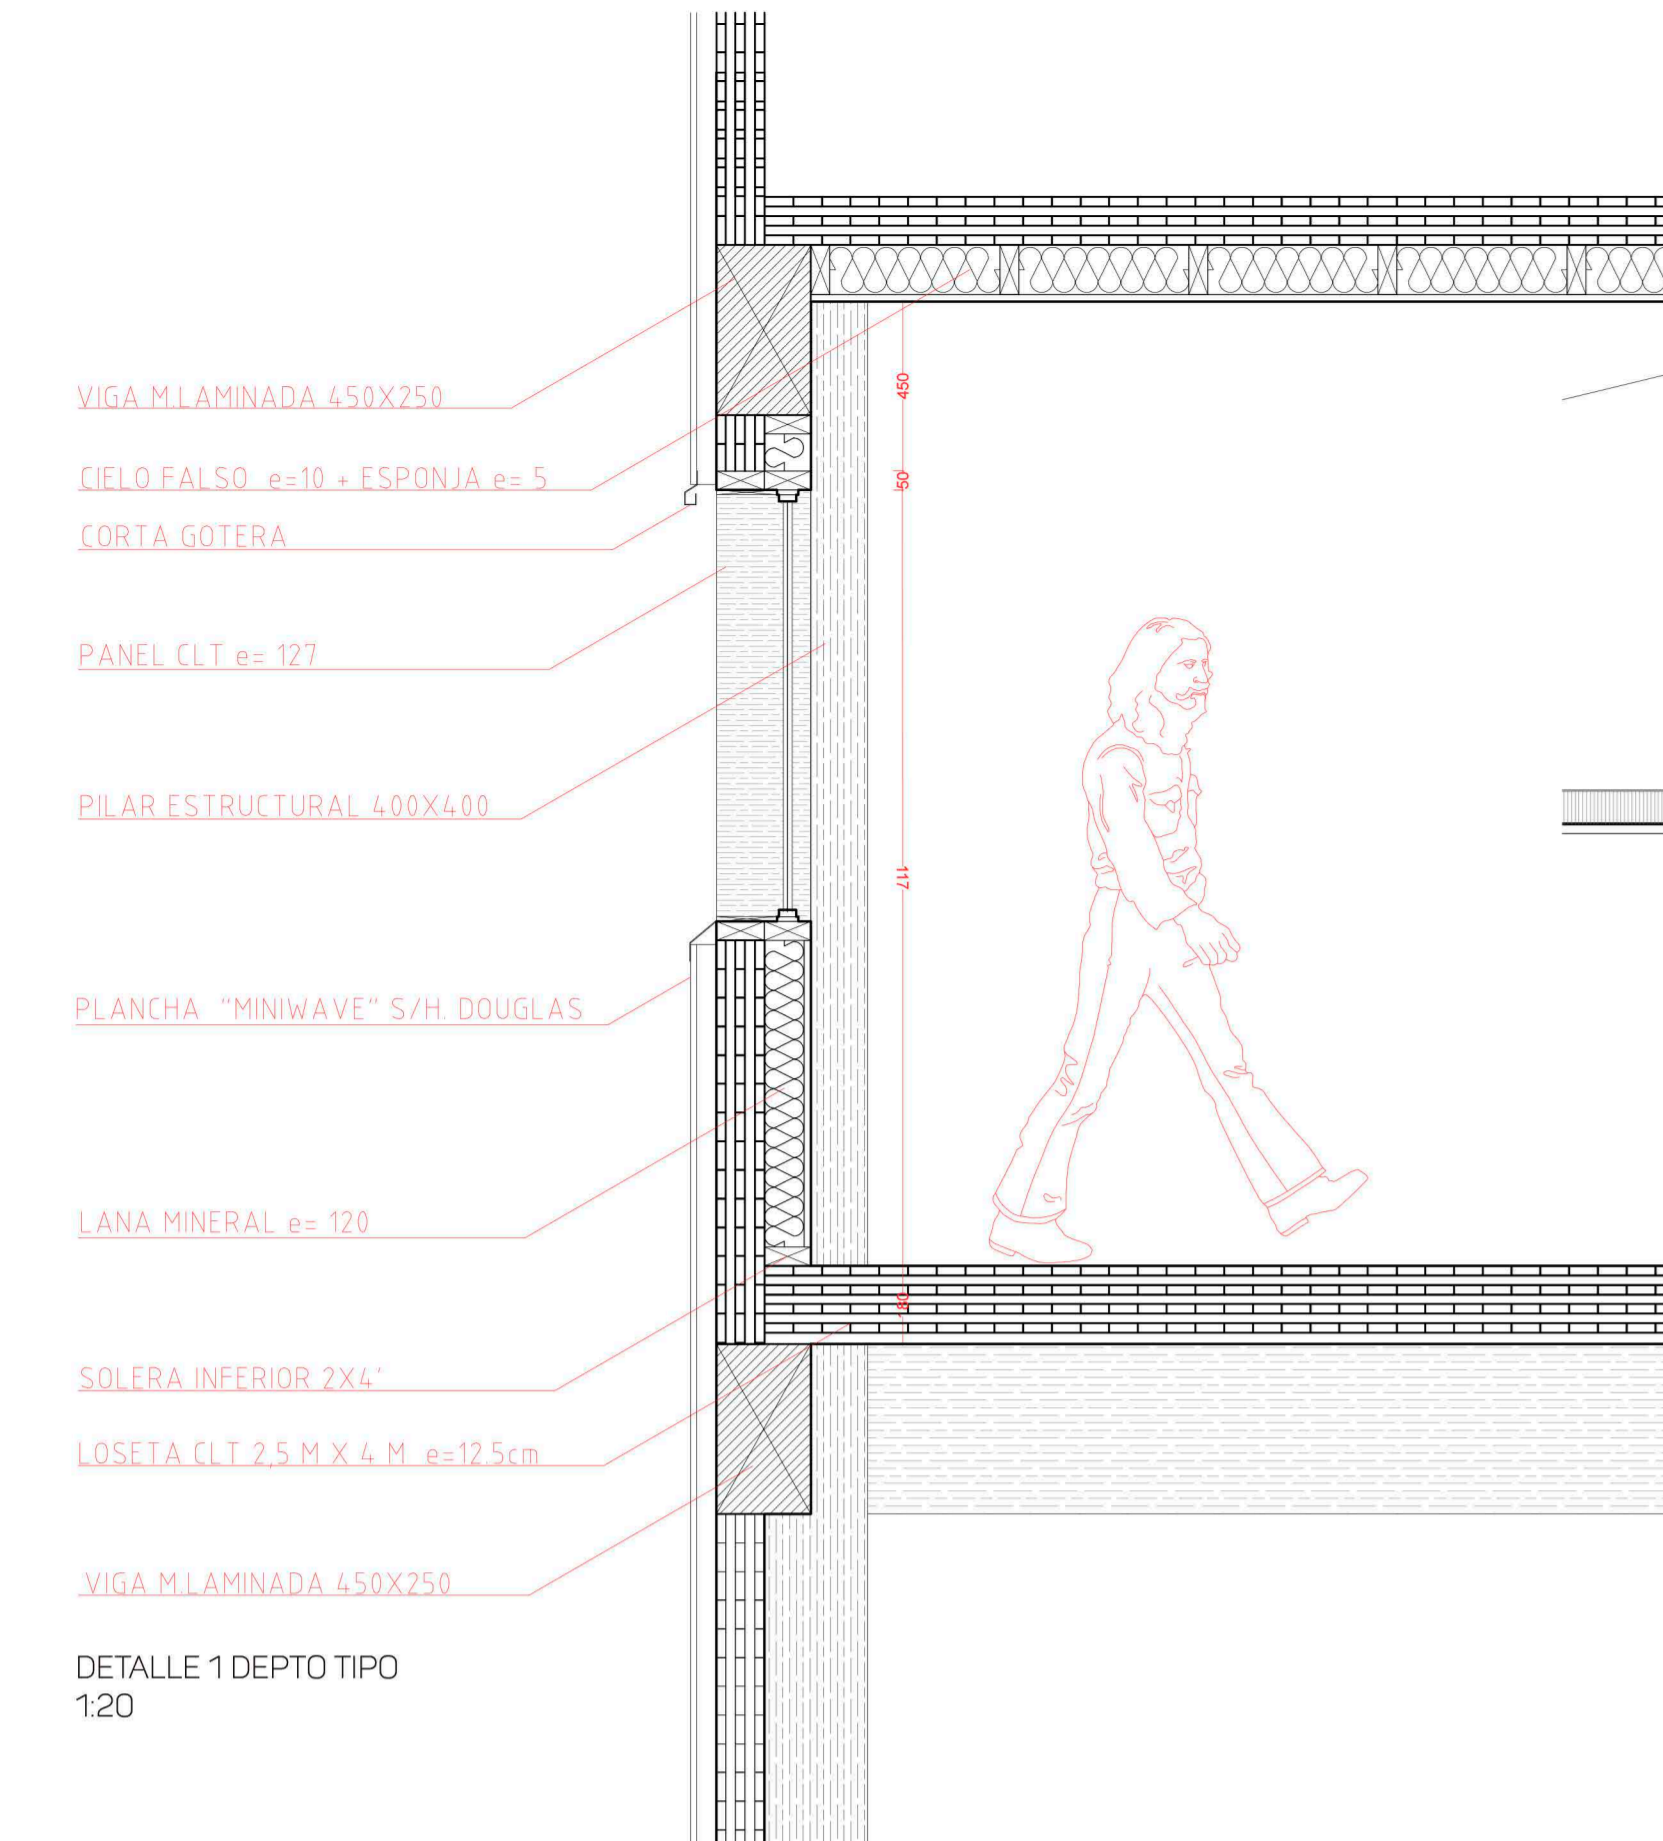 VIGA M.LAMINADA 450X250
CIELO FALSO e=10 + ESPONJA e= 5
CORTA GOTERA
PANEL CLT e= 127
PILAR ESTRUCTURAL 400X400
PLANCHA “MINIWAVE” S/H. DOUGLAS
LANA MINERAL e= 120
SOLERA INFERIOR 2X4'
LOSETA CLT 2,5 M X 4 M e=12.5cm
VIGA M.LAMINADA 450X250
DETALLE 1 DEPTO TIPO
1:20
450
50
117
180